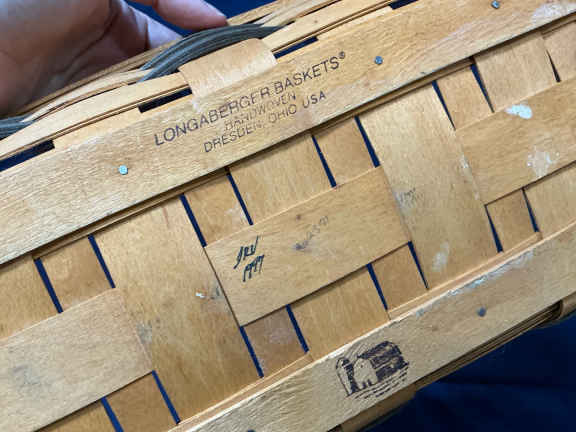 LONGABERGER BASKETS®
HANDWOVEN
DRESDEN, OHIO USA
1997